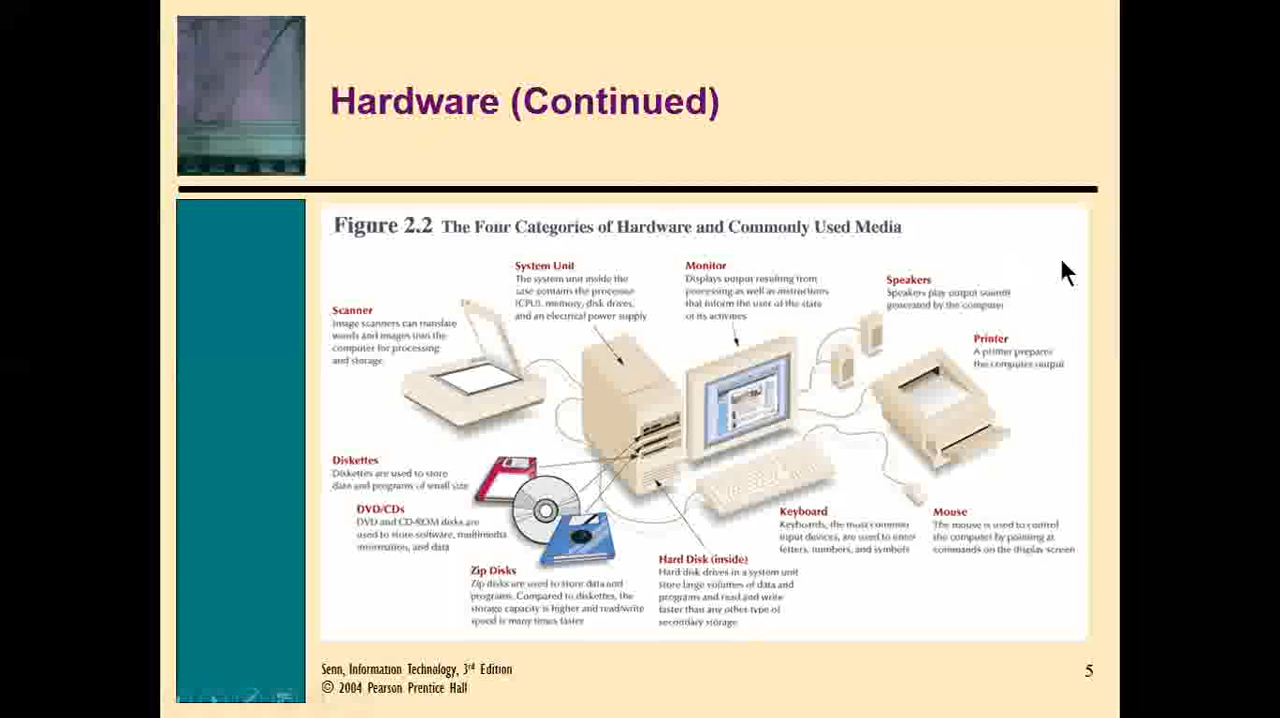 Hardware (Continued)
Figure 2.2 The Four Categories of Hardware and Commonly Used Media
System Unit
The system unit inside the
case contains the processor
(CPU), memory, disk drives,
and an electrical power supply
Monitor
Displays output resulting from
processing as well as instructions
that inform the user of the state
of its activities
Speakers
Speakers play output sounds
generated by the computer
Scanner
Image scanners can translate
words and images into the
computer for processing
and storage
Printer
A printer prepares
the computer output
Diskettes
Diskettes are used to store
data and programs of small size
DVD/CDs
DVD and CD-ROM disks are
used to store software, multimedia
information, and data
Zip Disks
Zip disks are used to store data and
programs. Compared to diskettes, the
storage capacity is higher and read/write
speed is many times faster
Hard Disk (inside)
Hard disk drives in a system unit
store large volumes of data and
programs and read and write
faster than any other type of
secondary storage
Keyboard
Keyboards, the most common
input devices, are used to enter
letters, numbers, and symbols
Mouse
The mouse is used to control
the computer by pointing at
commands on the display screen
Senn, Information Technology, 3rd Edition
© 2004 Pearson Prentice Hall
5